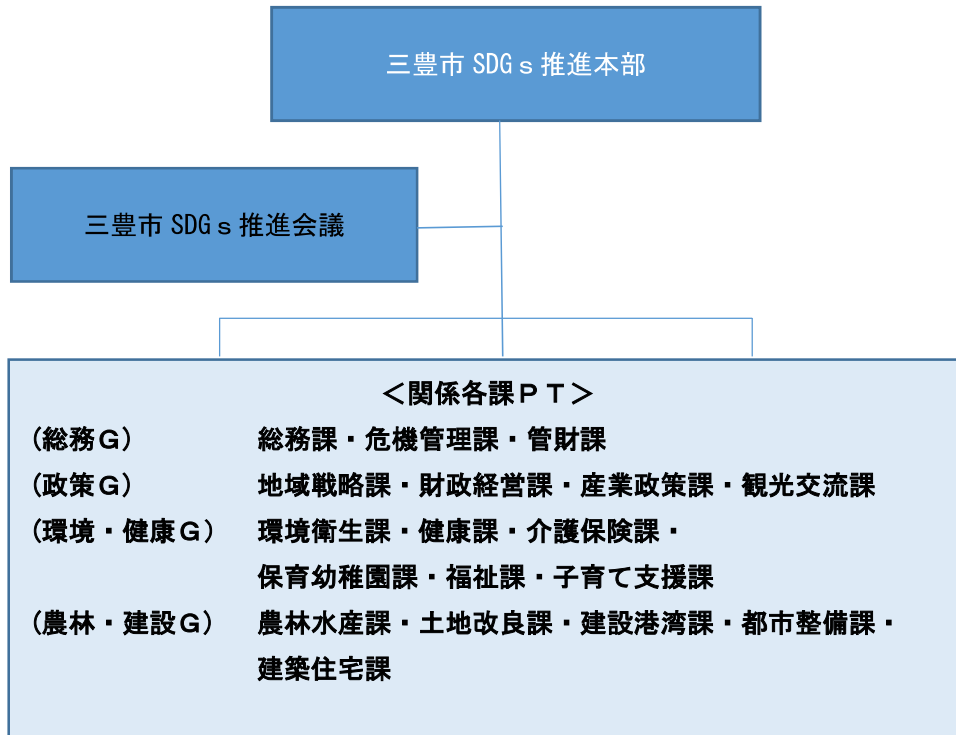 三豊市 SDGｓ推進本部
三豊市 SDGｓ推進会議
＜関係各課ＰＴ＞
（総務Ｇ） 総務課・危機管理課・管財課
（政策Ｇ） 地域戦略課・財政経営課・産業政策課・観光交流課
（環境・健康Ｇ） 環境衛生課・健康課・介護保険課・
保育幼稚園課・福祉課・子育て支援課
（農林・建設Ｇ） 農林水産課・土地改良課・建設港湾課・都市整備課・
建築住宅課